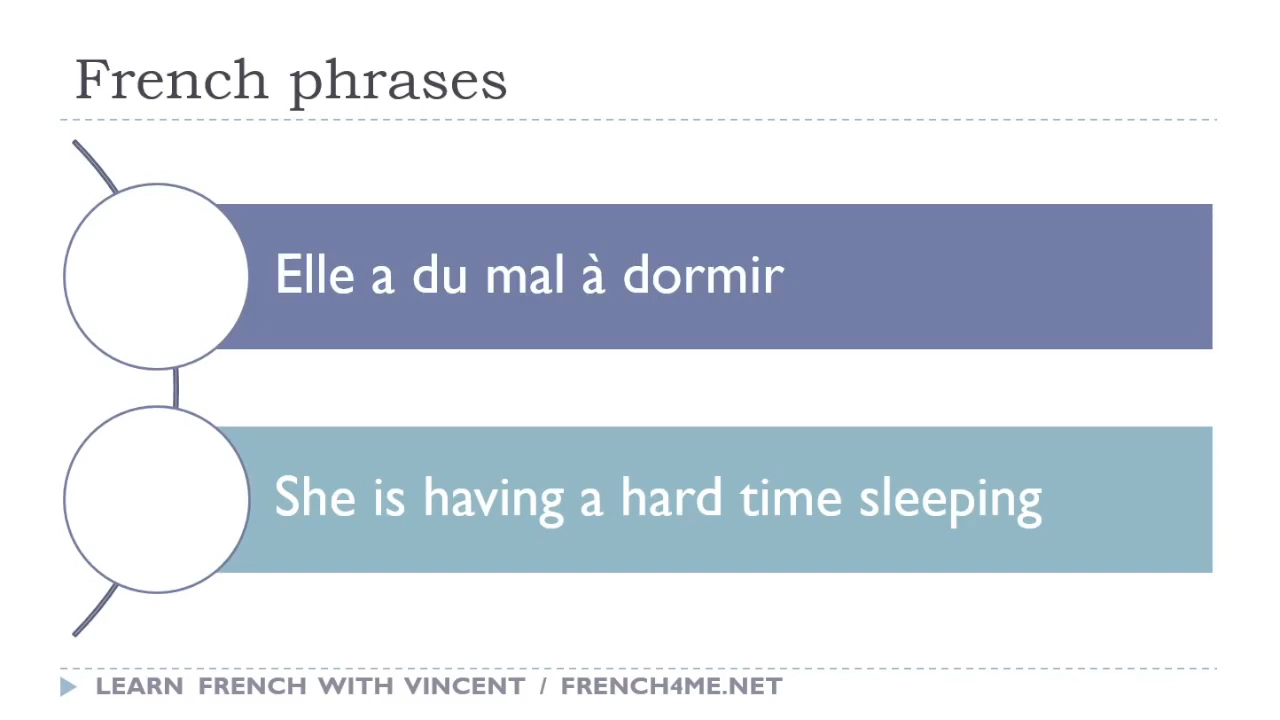 French phrases
Elle a du mal à dormir
She is having a hard time sleeping
LEARN FRENCH WITH VINCENT / FRENCH4ME.NET